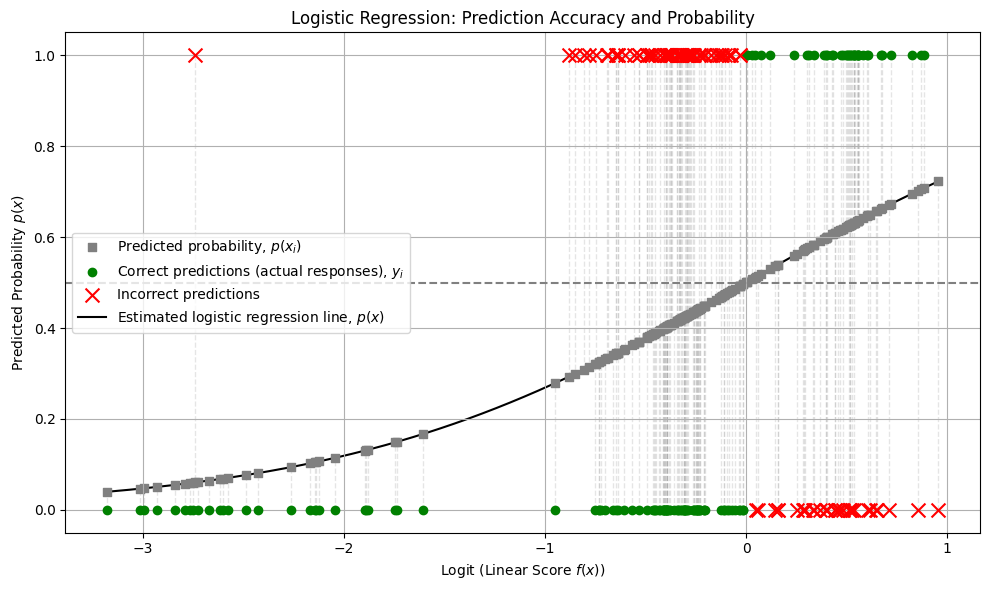 Logistic Regression: Prediction Accuracy and Probability
Predicted Probability p(x)
1.0
0.8
0.6
0.4
0.2
0.0
Predicted probability, p(x_i)
Correct predictions (actual responses), y_i
Incorrect predictions
Estimated logistic regression line, p(x)
−3 −2 −1 0 1
Logit (Linear Score f(x))